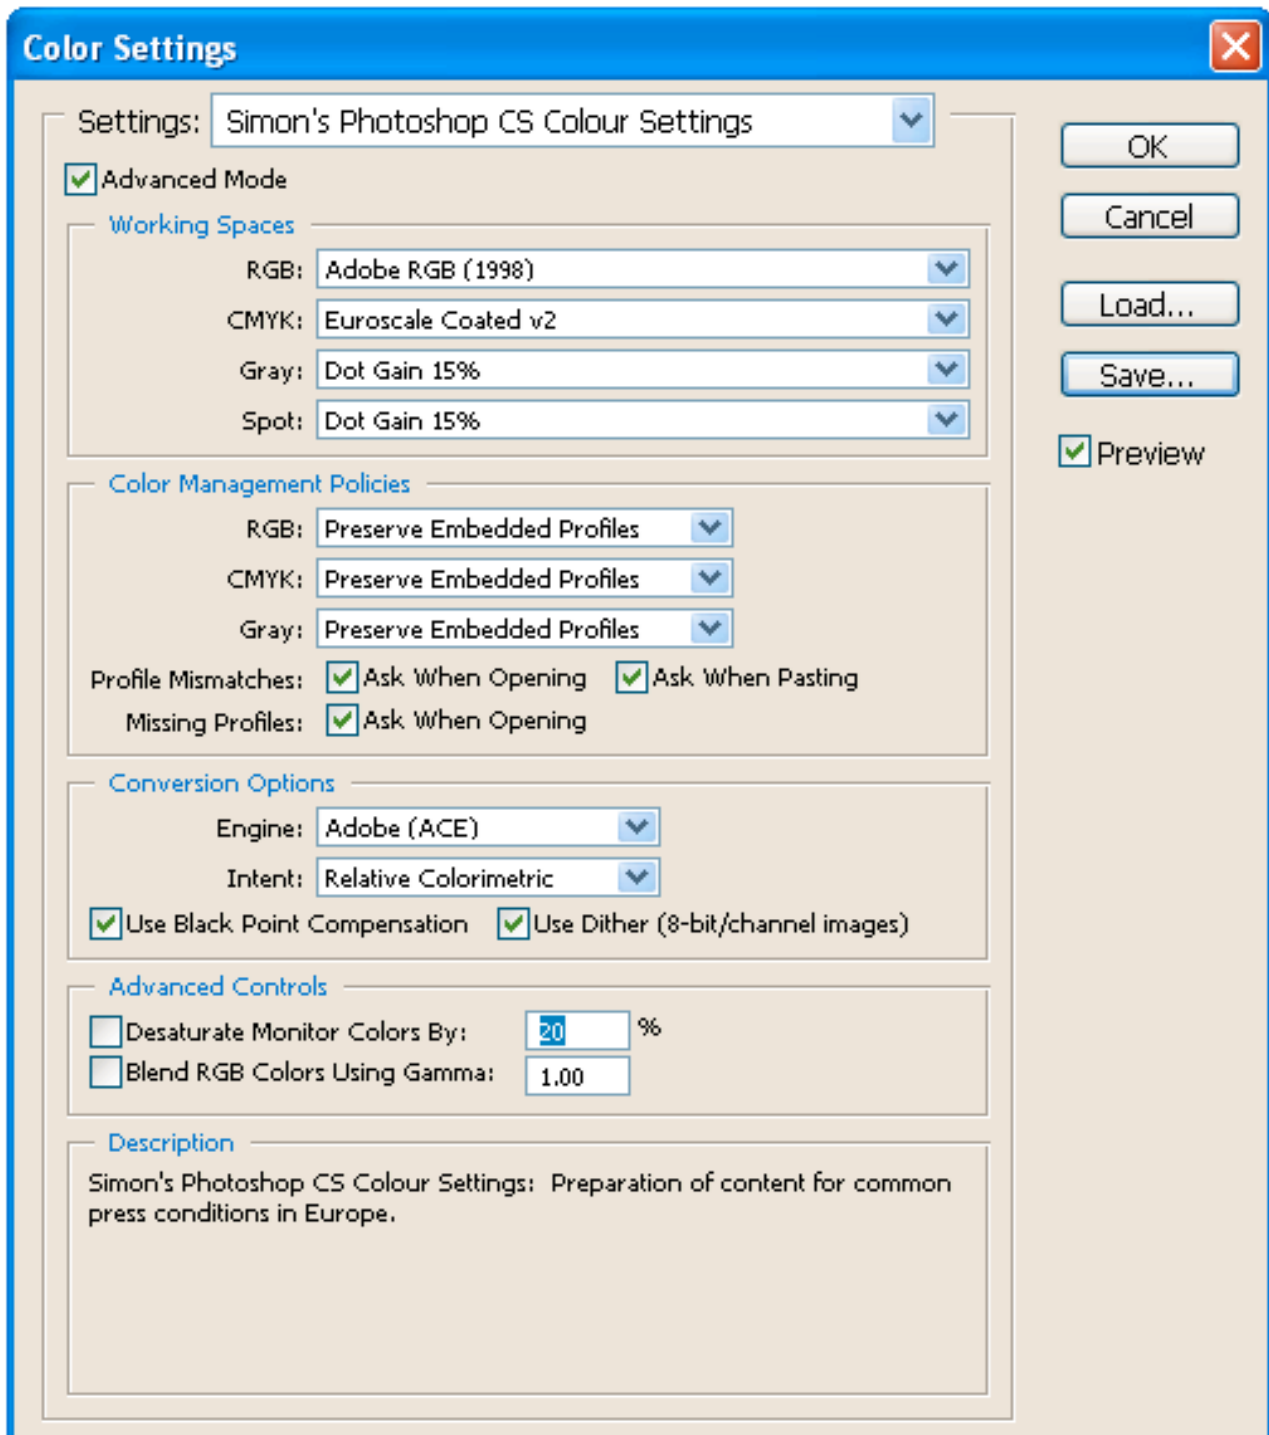 Color Settings
Settings: Simon's Photoshop CS Colour Settings
OK
Advanced Mode
Cancel
Working Spaces
RGB: Adobe RGB (1998)
Load...
CMYK: Euroscale Coated v2
Gray: Dot Gain 15%
Save...
Spot: Dot Gain 15%
Preview
Color Management Policies
RGB: Preserve Embedded Profiles
CMYK: Preserve Embedded Profiles
Gray: Preserve Embedded Profiles
Profile Mismatches: Ask When Opening Ask When Pasting
Missing Profiles: Ask When Opening
Conversion Options
Engine: Adobe (ACE)
Intent: Relative Colorimetric
Use Black Point Compensation Use Dither (8-bit/channel images)
Advanced Controls
Desaturate Monitor Colors By: 20 %
Blend RGB Colors Using Gamma: 1.00
Description
Simon's Photoshop CS Colour Settings: Preparation of content for common
press conditions in Europe.